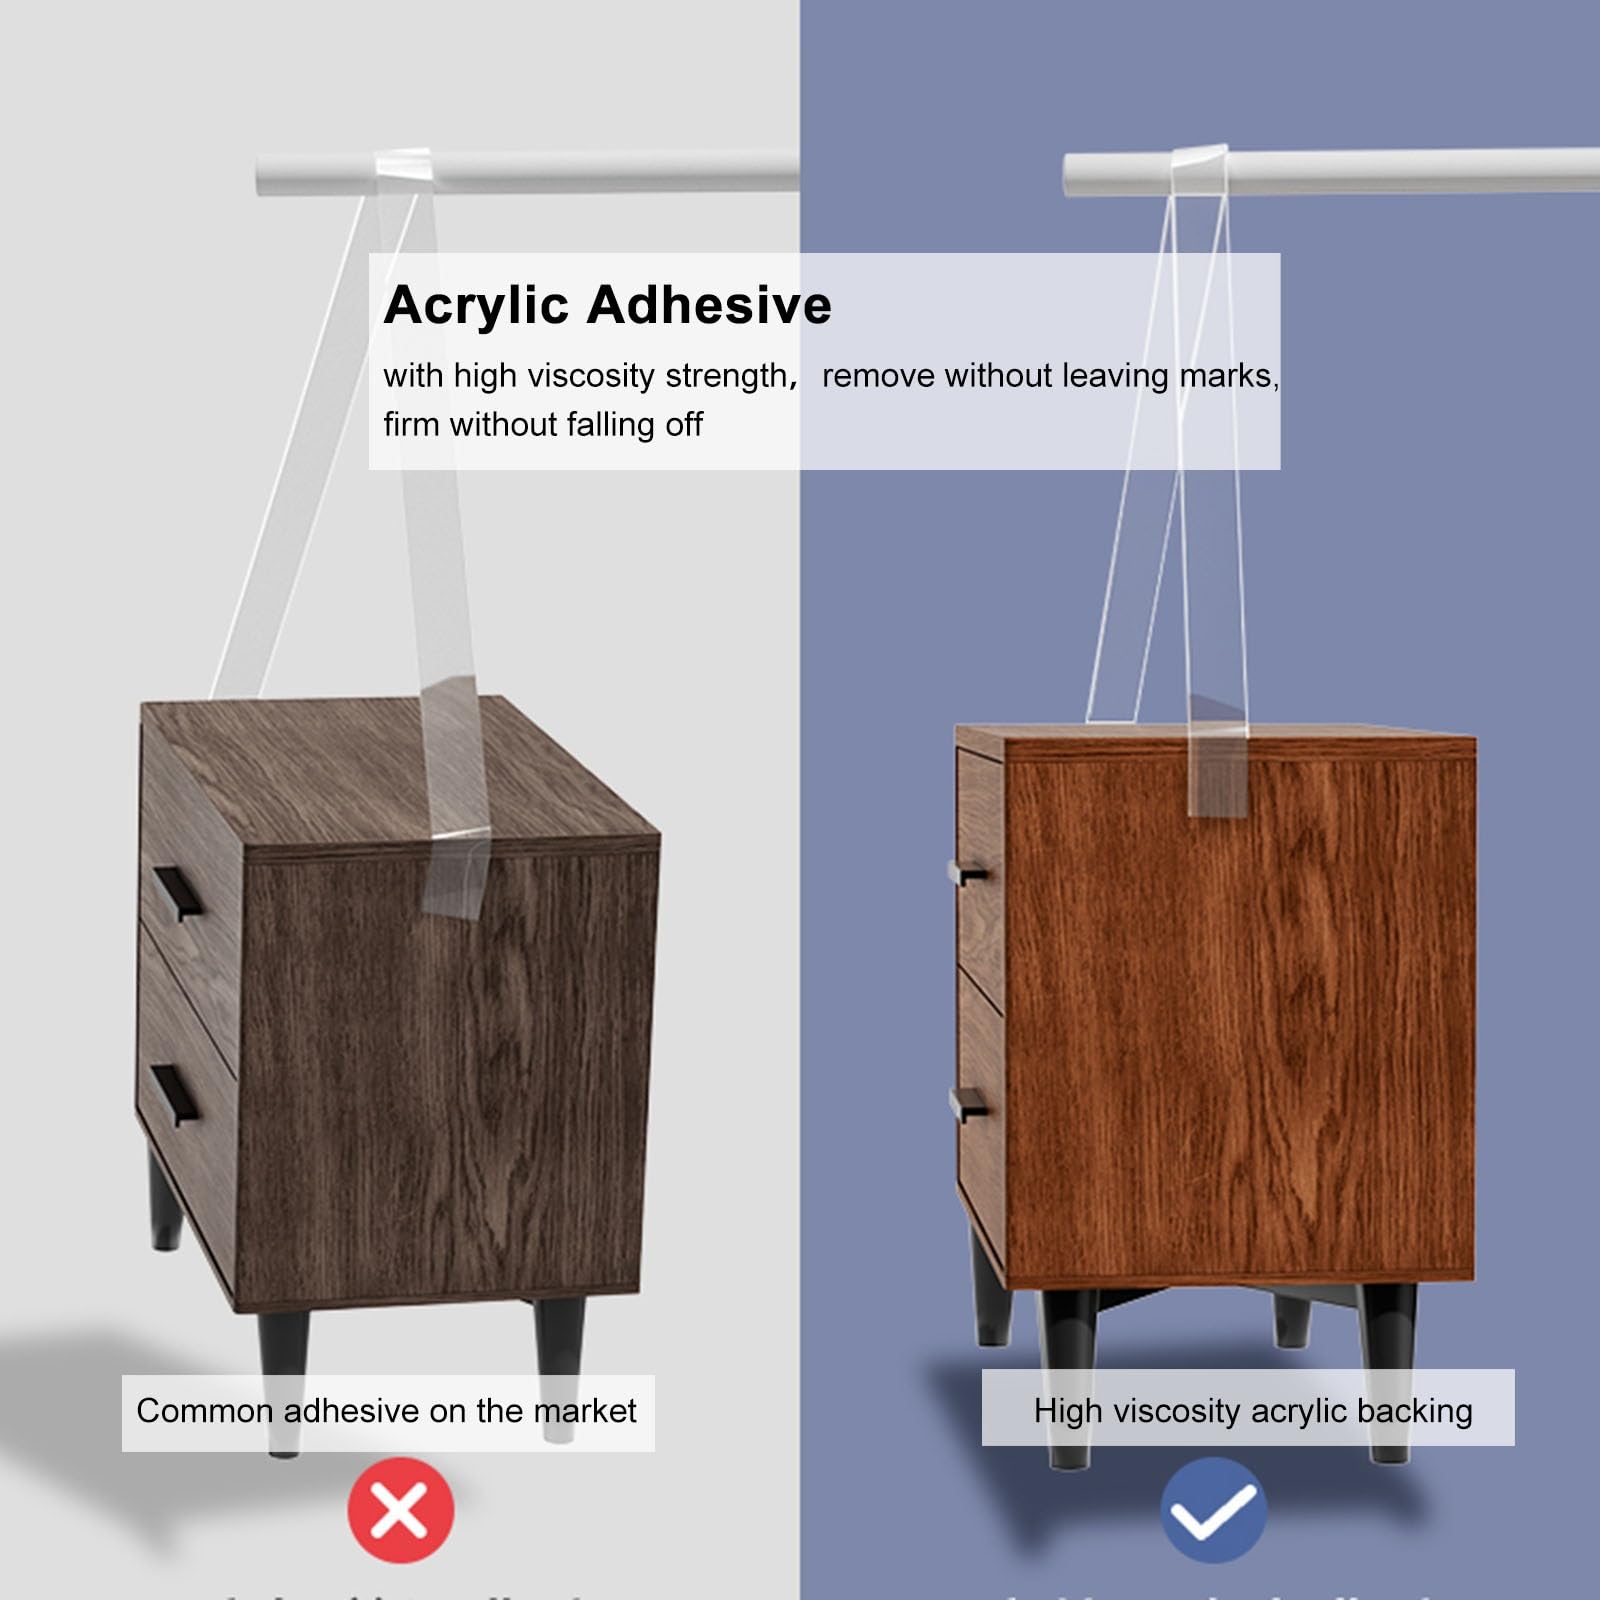 Acrylic Adhesive
with high viscosity strength， remove without leaving marks,
firm without falling off
Common adhesive on the market
High viscosity acrylic backing